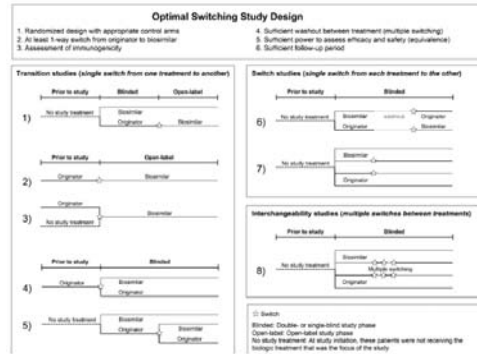 Optimal Switching Study Design
1. Randomized design with appropriate control arms
2. At least 1-way switch from originator to biosimilar
3. Assessment of immunogenicity
4. Sufficient washout between treatment (multiple switching)
5. Sufficient power to assess efficacy and safety (equivalence)
6. Sufficient follow-up period
Transition studies (single switch from one treatment to another)
Prior to study Blinded Open-label
1) No study treatment Biosimilar
Originator Biosimilar
Prior to study Open-label
2) Originator Biosimilar
3) Originator
Biosimilar
No study treatment
Prior to study Blinded
4) Originator Biosimilar
Originator
5) No study treatment Biosimilar
Originator Biosimilar
Originator
Switch studies (single switch from each treatment to the other)
Prior to study Blinded
6) No study treatment Biosimilar washout Originator
Originator Biosimilar
7) Biosimilar
No study treatment
Originator
Interchangeability studies (multiple switches between treatments)
Prior to study Blinded
8) Biosimilar
No study treatment Multiple switching
Originator
☆ Switch
Blinded: Double- or single-blind study phase
Open-label: Open-label study phase
No study treatment: At study initiation, these patients were not receiving the
biologic treatment that was the focus of the study